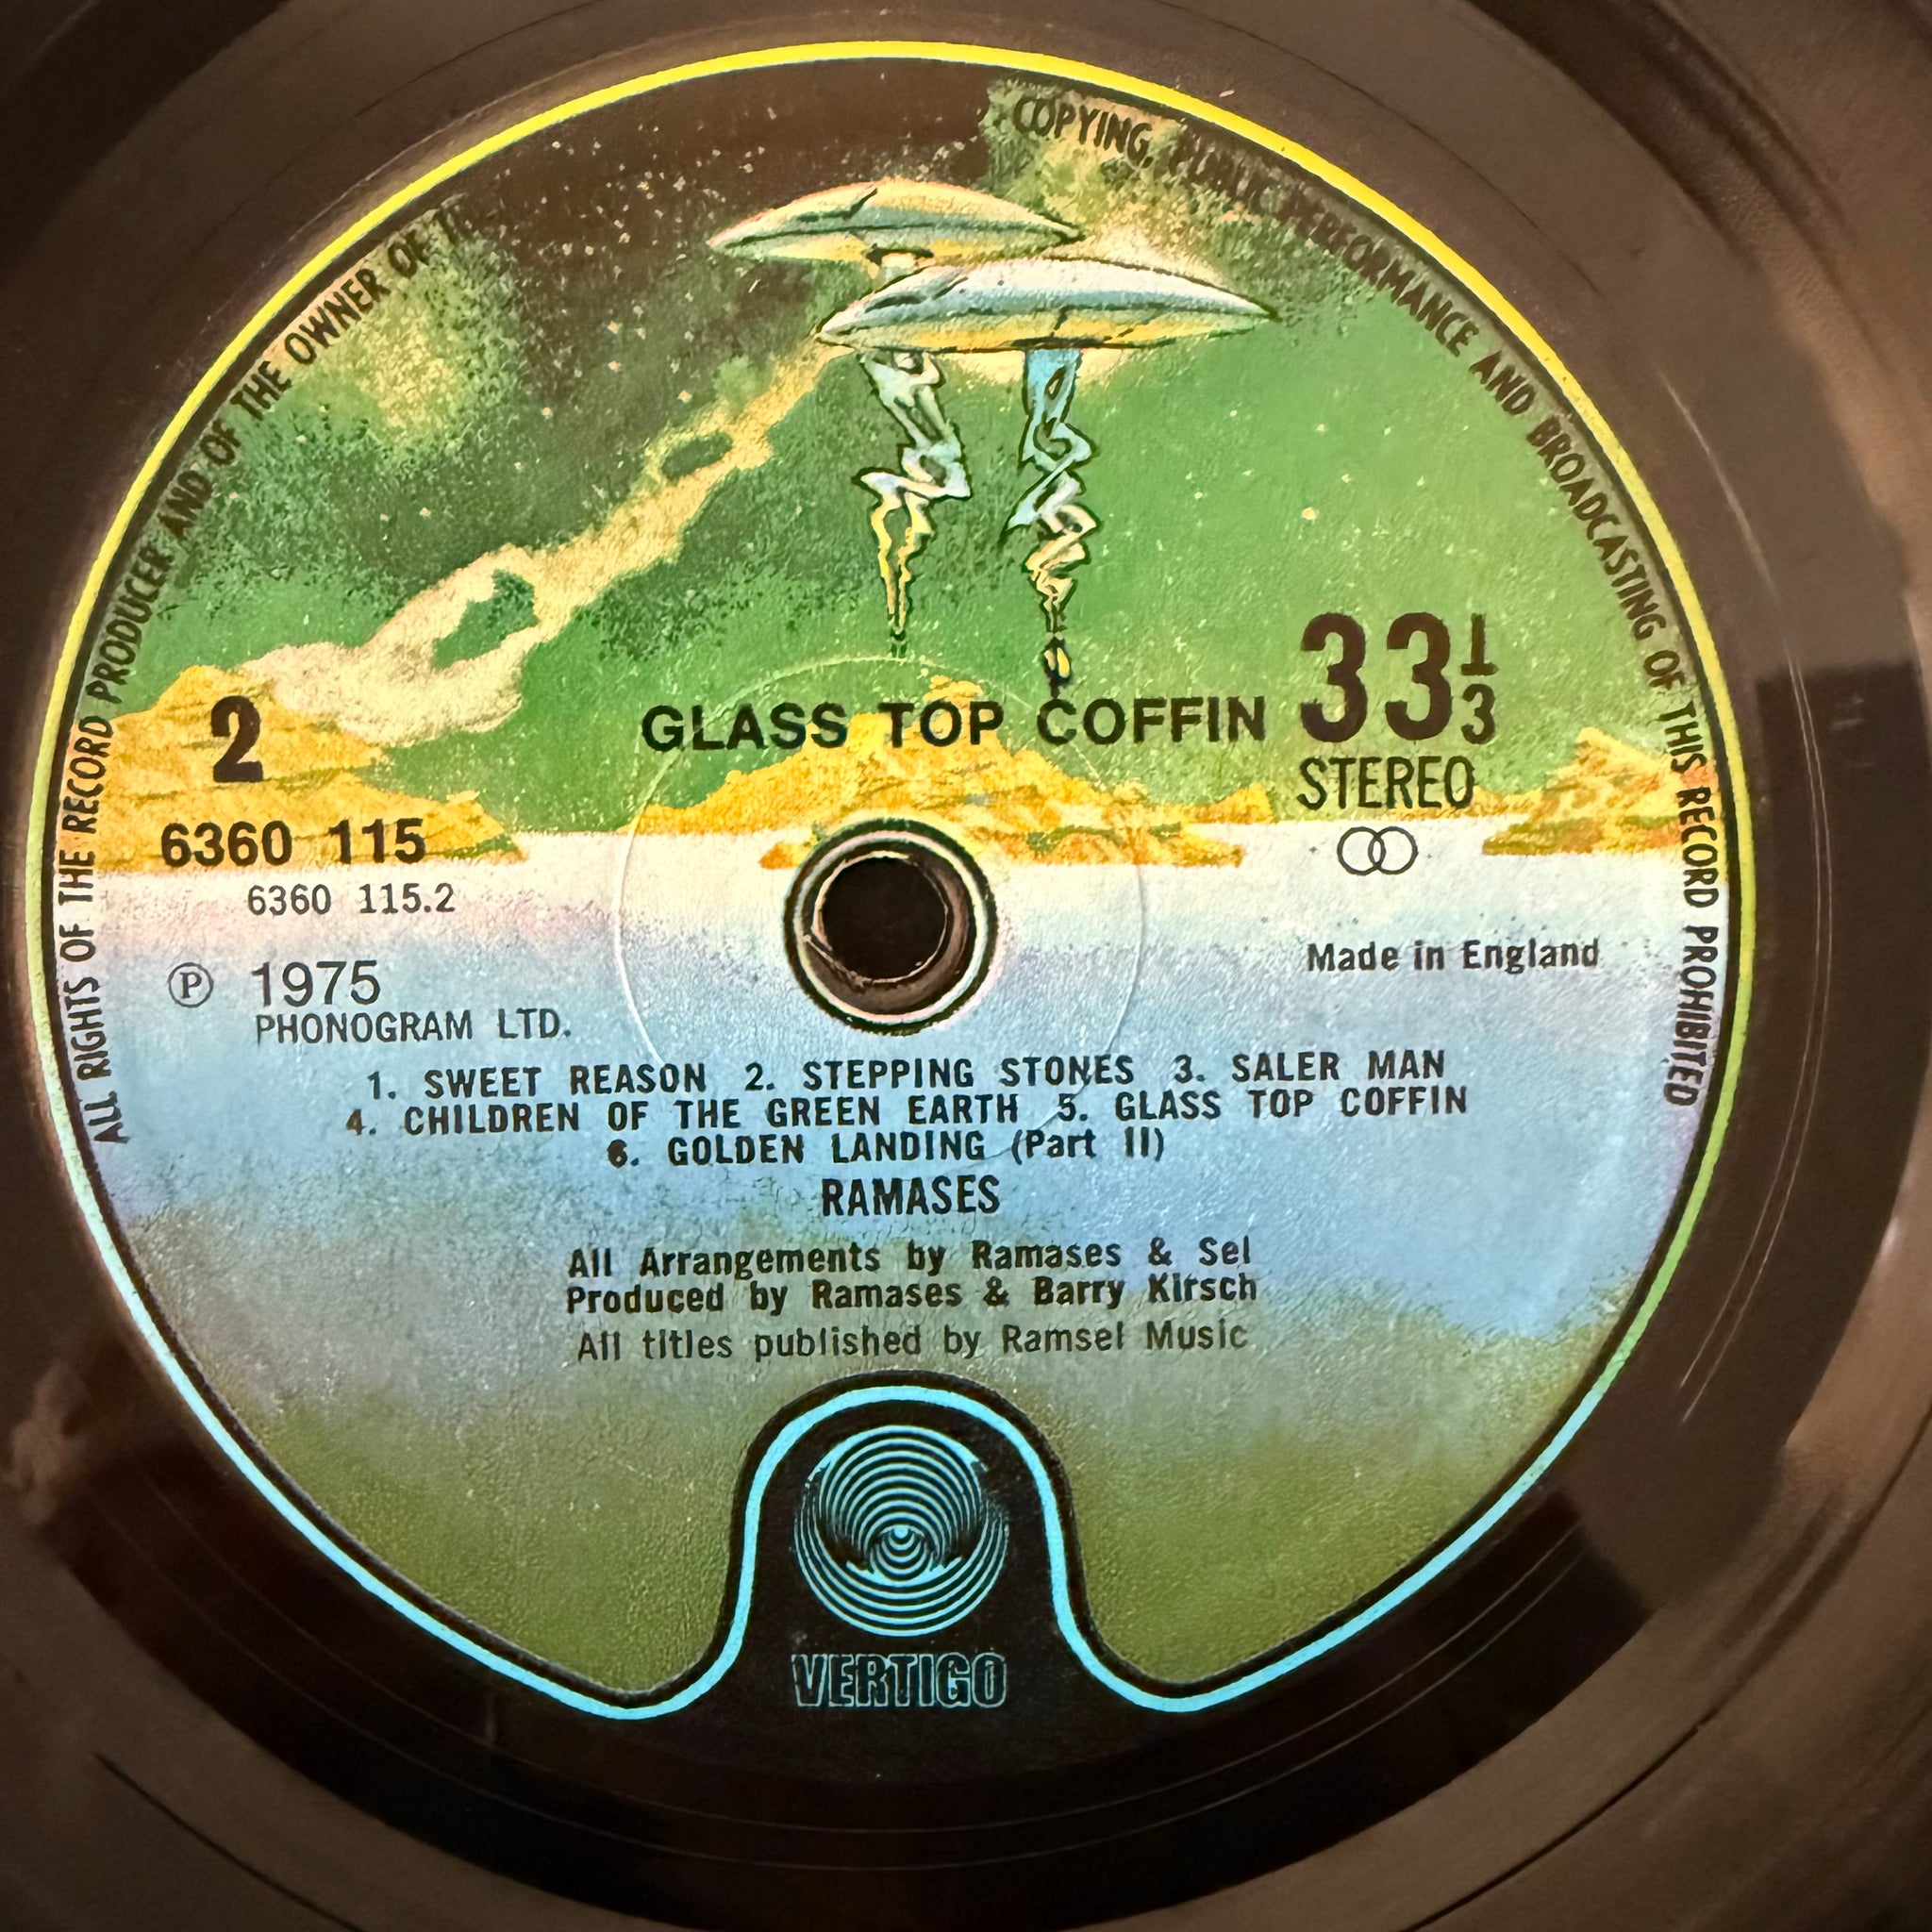 ALL RIGHTS OF THE RECORD PRODUCER AND OF THE OWNER OF
COPYING, PUBLIC PERFORMANCE AND BROADCASTING OF THIS RECORD PROHIBITED
GLASS TOP COFFIN
33 1/3
STEREO
2
6360 115
6360 115.2
Ⓟ 1975
PHONOGRAM LTD.
Made in England
1. SWEET REASON 2. STEPPING STONES 3. SALER MAN
4. CHILDREN OF THE GREEN EARTH 5. GLASS TOP COFFIN
6. GOLDEN LANDING (Part II)
RAMASES
All Arrangements by Ramases & Sel
Produced by Ramases & Barry Kirsch
All titles published by Ramsel Music
VERTIGO